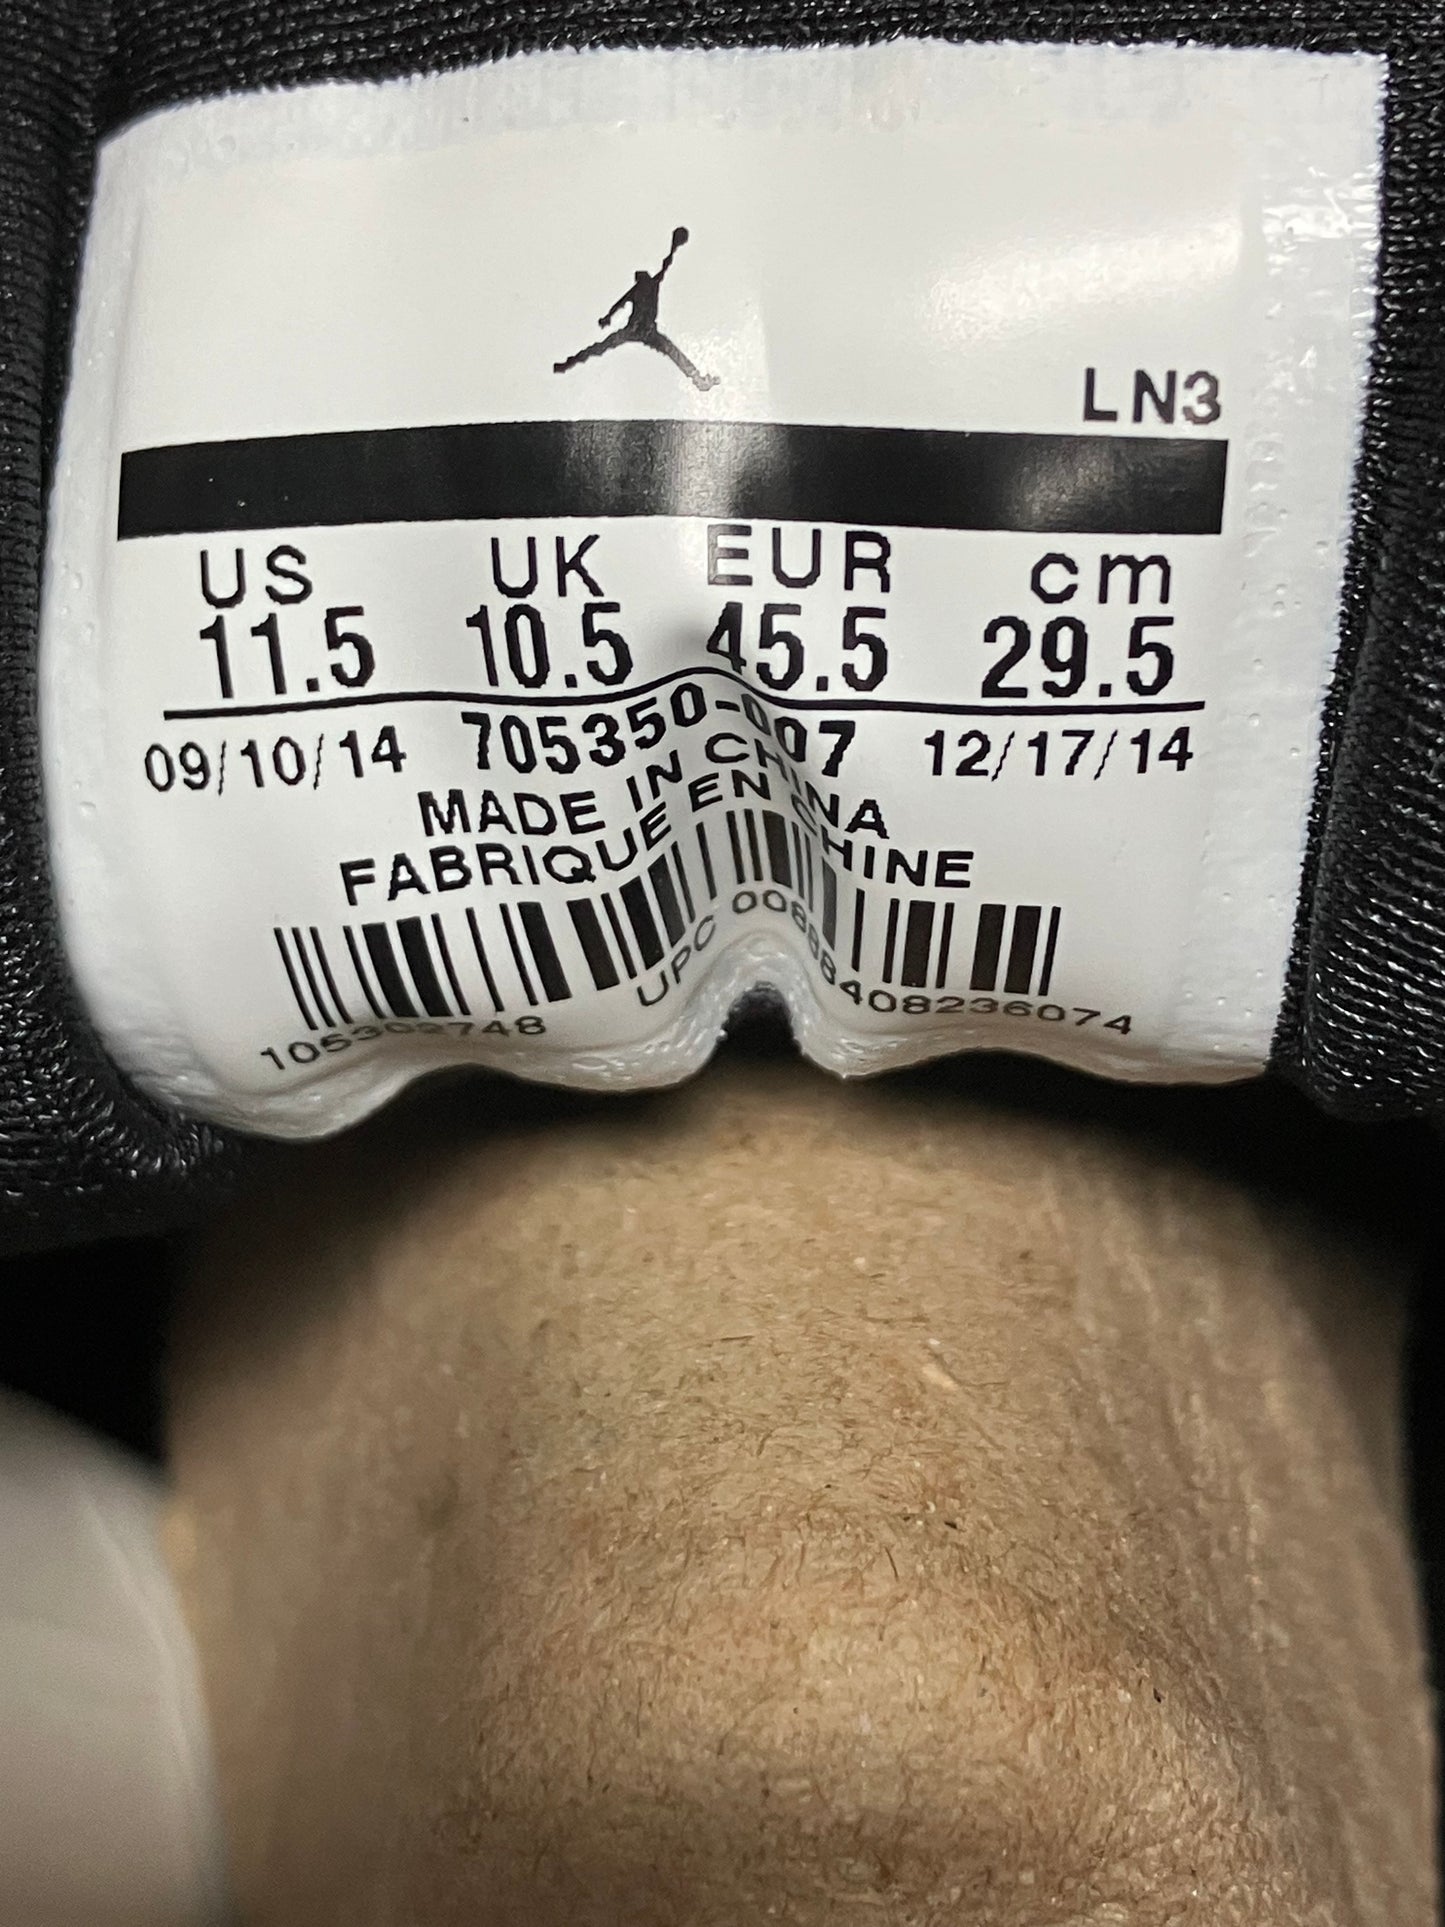 LN3
US UK EUR cm
11.5 10.5 45.5 29.5
09/10/14 705350-007 12/17/14
MADE IN CHINA
FABRIQUE EN CHINE
UPC 00888408236074
105302748